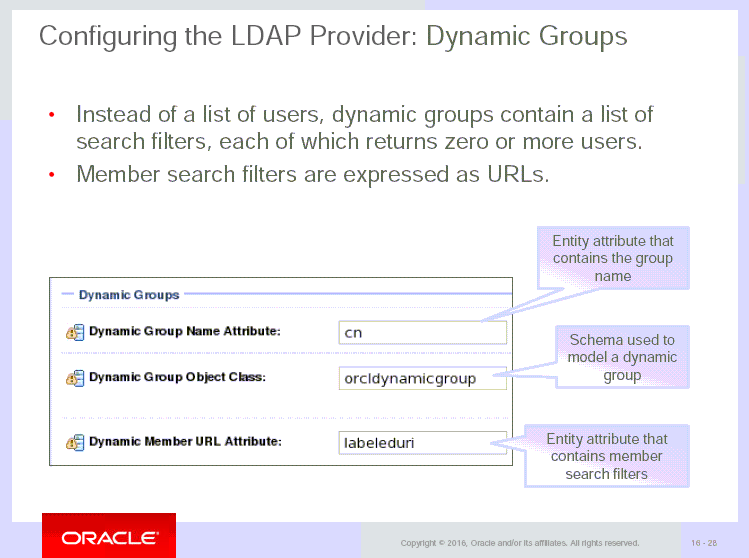 Configuring the LDAP Provider: Dynamic Groups
• Instead of a list of users, dynamic groups contain a list of
search filters, each of which returns zero or more users.
• Member search filters are expressed as URLs.
Entity attribute that
contains the group
name
Dynamic Groups
Dynamic Group Name Attribute: cn
Schema used to
model a dynamic
group
Dynamic Group Object Class: orcldynamicgroup
Dynamic Member URL Attribute: labeleduri
Entity attribute that
contains member
search filters
ORACLE
Copyright © 2016, Oracle and/or its affiliates. All rights reserved. 16 - 28